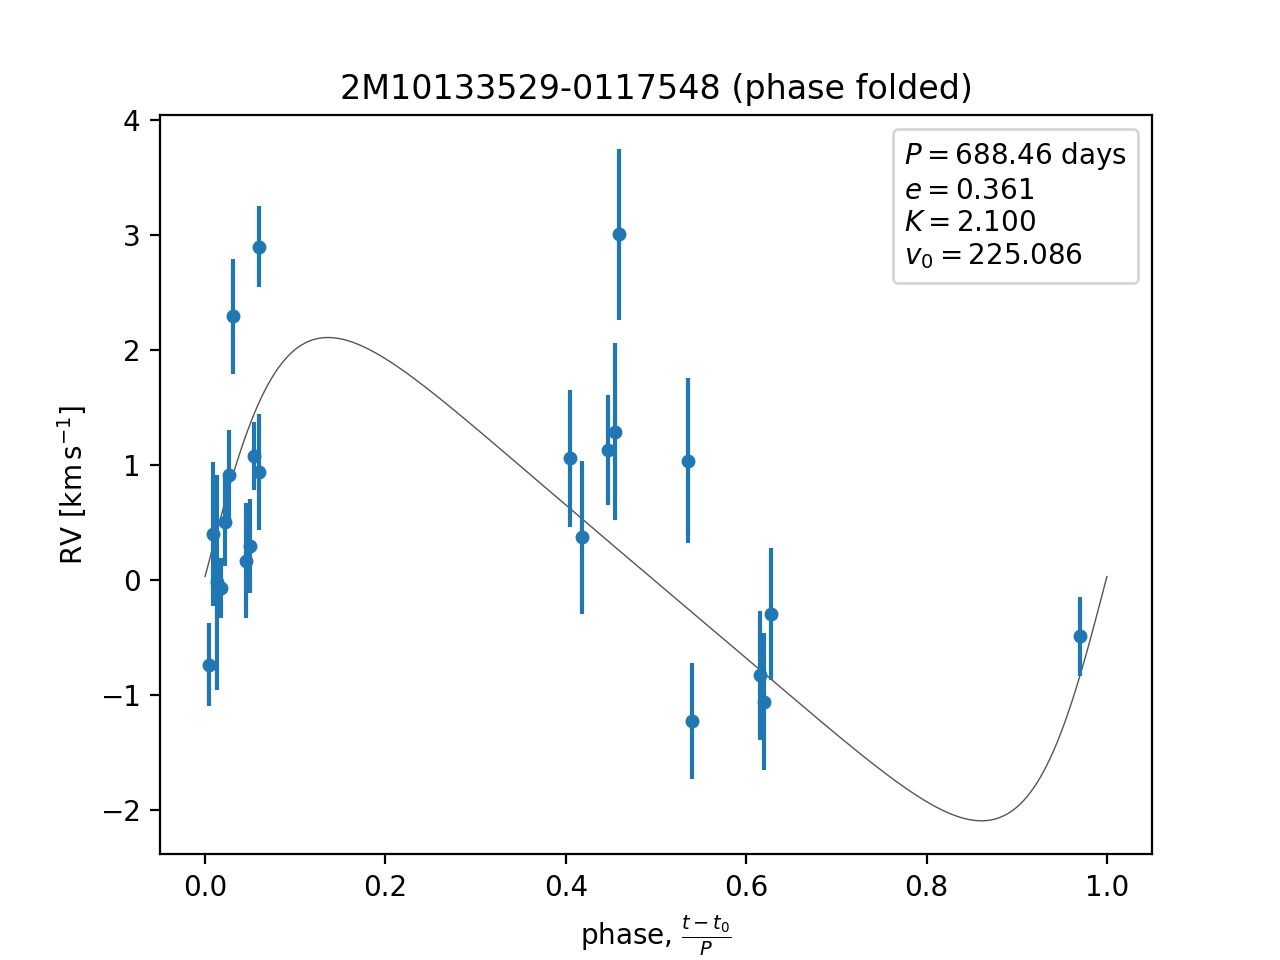 2M10133529-0117548 (phase folded)
P = 688.46 days
e = 0.361
K = 2.100
v₀ = 225.086
4
3
2
1
0
−1
−2
RV [km s⁻¹]
0.0 0.2 0.4 0.6 0.8 1.0
phase, (t − t₀)/P